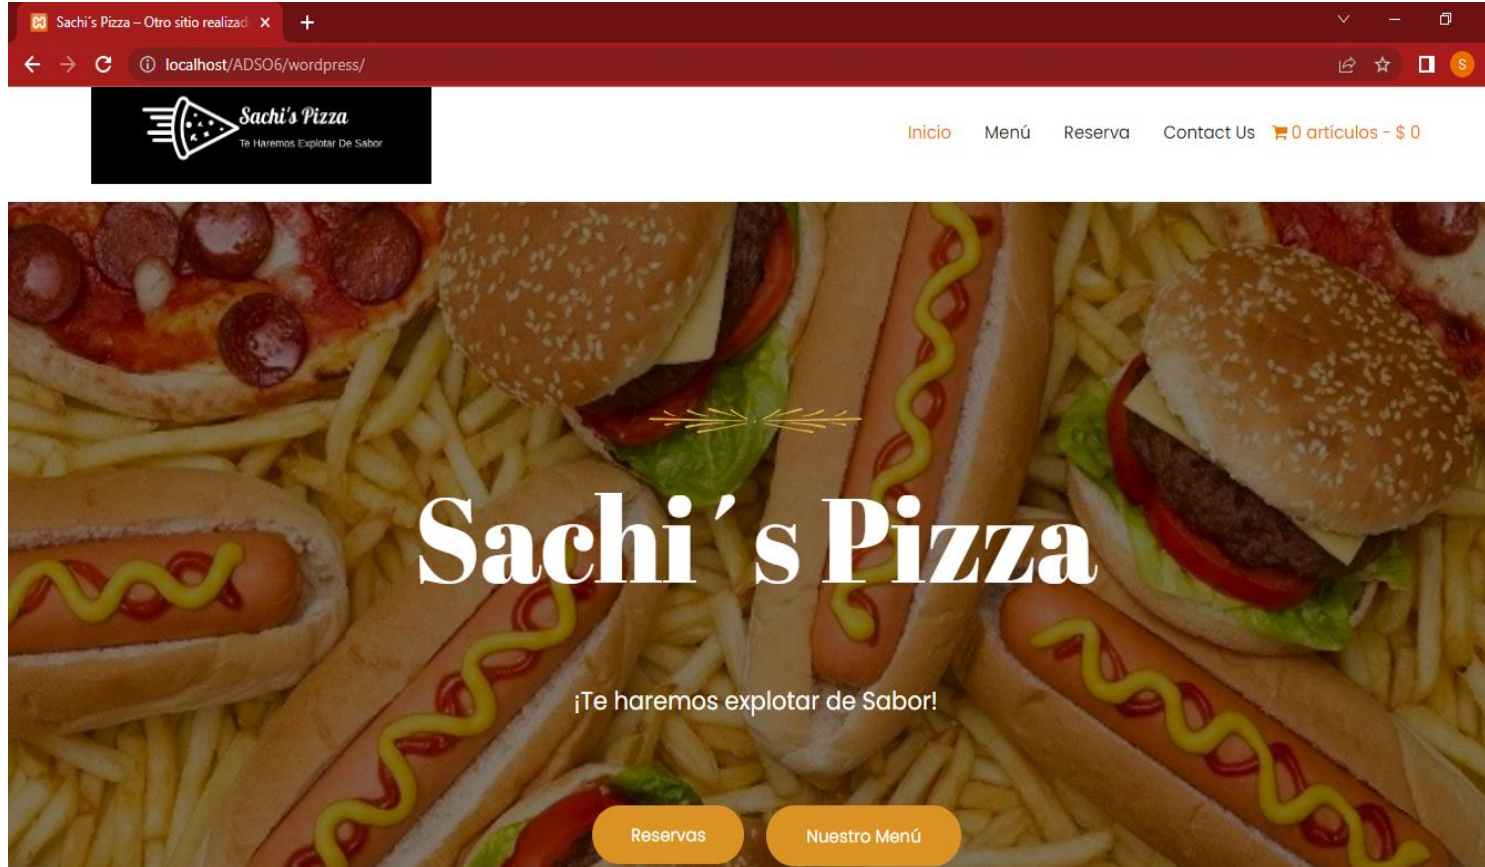 Sachi´s Pizza – Otro sitio realizad
localhost/ADSO6/wordpress/
S
Sachi´s Pizza
Te Haremos Explotar De Sabor
Inicio Menú Reserva Contact Us 0 artículos - $ 0
Sachi´s Pizza
¡Te haremos explotar de Sabor!
Reservas Nuestro Menú